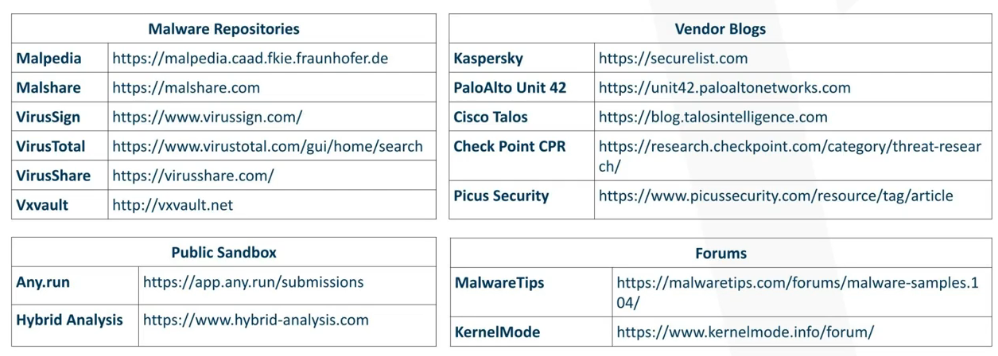 Malware Repositories
Malpedia https://malpedia.caad.fkie.fraunhofer.de
Malshare https://malshare.com
VirusSign https://www.virussign.com/
VirusTotal https://www.virustotal.com/gui/home/search
VirusShare https://virusshare.com/
Vxvault http://vxvault.net
Vendor Blogs
Kaspersky https://securelist.com
PaloAlto Unit 42 https://unit42.paloaltonetworks.com
Cisco Talos https://blog.talosintelligence.com
Check Point CPR https://research.checkpoint.com/category/threat-resear
ch/
Picus Security https://www.picussecurity.com/resource/tag/article
Public Sandbox
Any.run https://app.any.run/submissions
Hybrid Analysis https://www.hybrid-analysis.com
Forums
MalwareTips https://malwaretips.com/forums/malware-samples.1
04/
KernelMode https://www.kernelmode.info/forum/